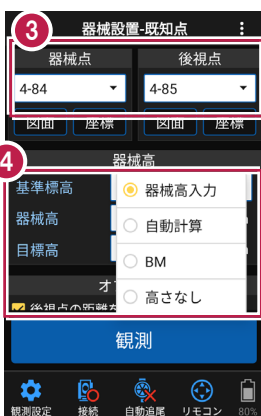 3
器械設置-既知点
器械点 後視点
4-84 4-85
図面 座標 図面 座標
4
器械高
基準標高
器械高
目標高
器械高入力
自動計算
BM
高さなし
オ
後視点の距離を
観測
観測設定 接続 自動追尾 リモコン 80%